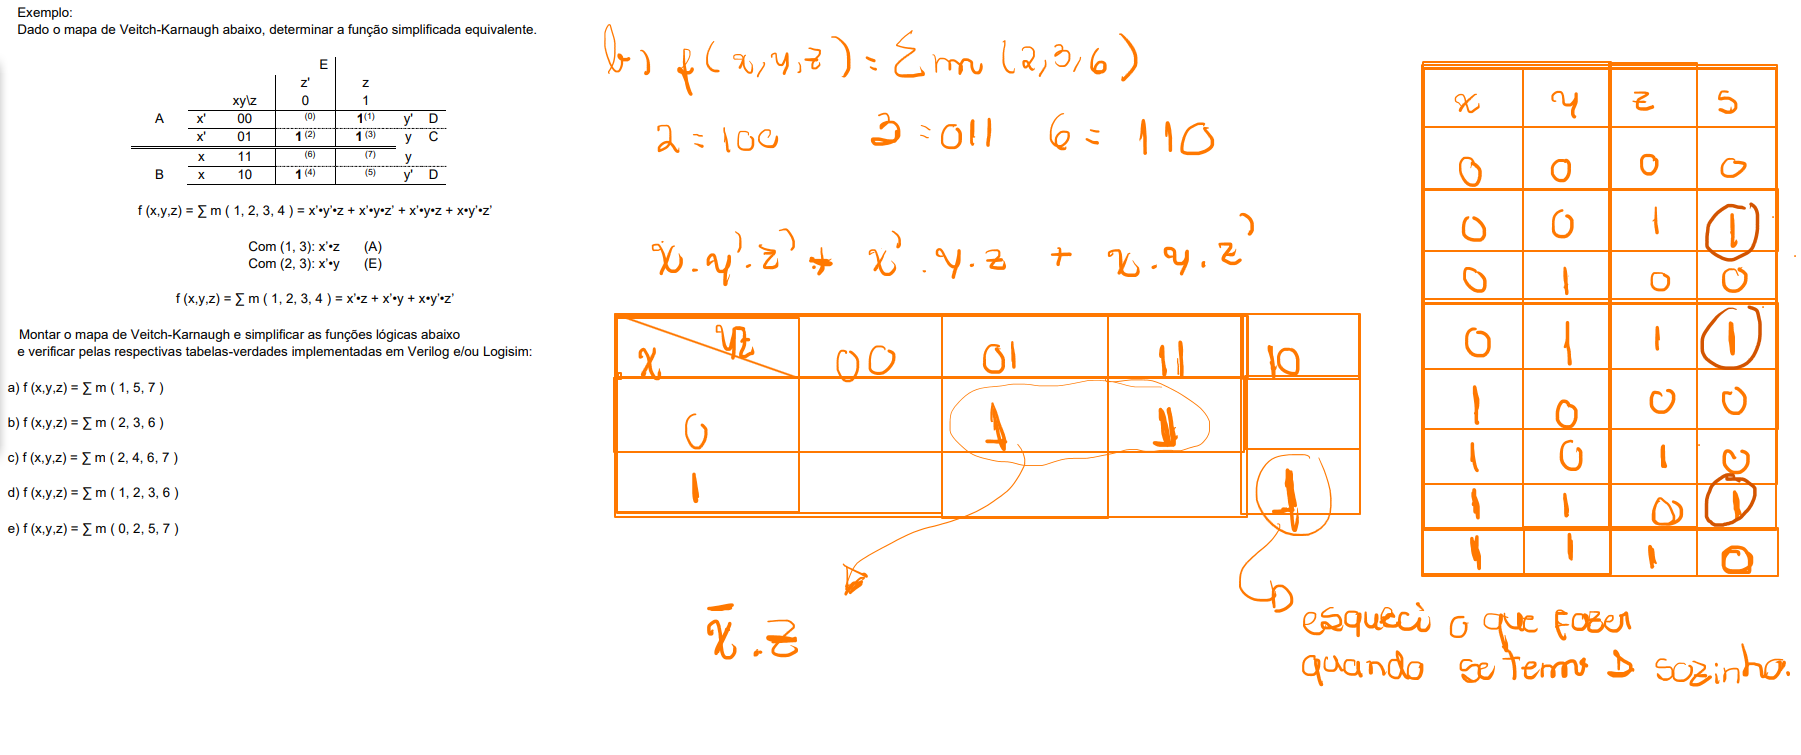 Exemplo:
Dado o mapa de Veitch-Karnaugh abaixo, determinar a função simplificada equivalente.
E
z' z
xy\z 0 1
A x' 00 (0) 1(1) y' D
x' 01 1(2) 1(3) y C
x 11 (6) (7) y
B x 10 1(4) (5) y' D
f (x,y,z) = ∑ m ( 1, 2, 3, 4 ) = x'•y'•z + x'•y•z' + x'•y•z + x•y'•z'
Com (1, 3): x'•z (A)
Com (2, 3): x'•y (E)
f (x,y,z) = ∑ m ( 1, 2, 3, 4 ) = x'•z + x'•y + x•y'•z'
Montar o mapa de Veitch-Karnaugh e simplificar as funções lógicas abaixo
e verificar pelas respectivas tabelas-verdades implementadas em Verilog e/ou Logisim:
a) f (x,y,z) = ∑ m ( 1, 5, 7 )
b) f (x,y,z) = ∑ m ( 2, 3, 6 )
c) f (x,y,z) = ∑ m ( 2, 4, 6, 7 )
d) f (x,y,z) = ∑ m ( 1, 2, 3, 6 )
e) f (x,y,z) = ∑ m ( 0, 2, 5, 7 )
b) f(x,y,z) = Σm (2,3,6)
2 = 100 3 = 011 6 = 110
x.y'.z' + x'.y.z + x.y.z'
x yz 00 01 11 10
0 1 1
1 1
x̄.z
esqueci o que fazer
quando se tem 1 sozinho.
x y z S
0 0 0 0
0 0 1 1
0 1 0 0
0 1 1 1
1 0 0 0
1 0 1 0
1 1 0 1
1 1 1 0